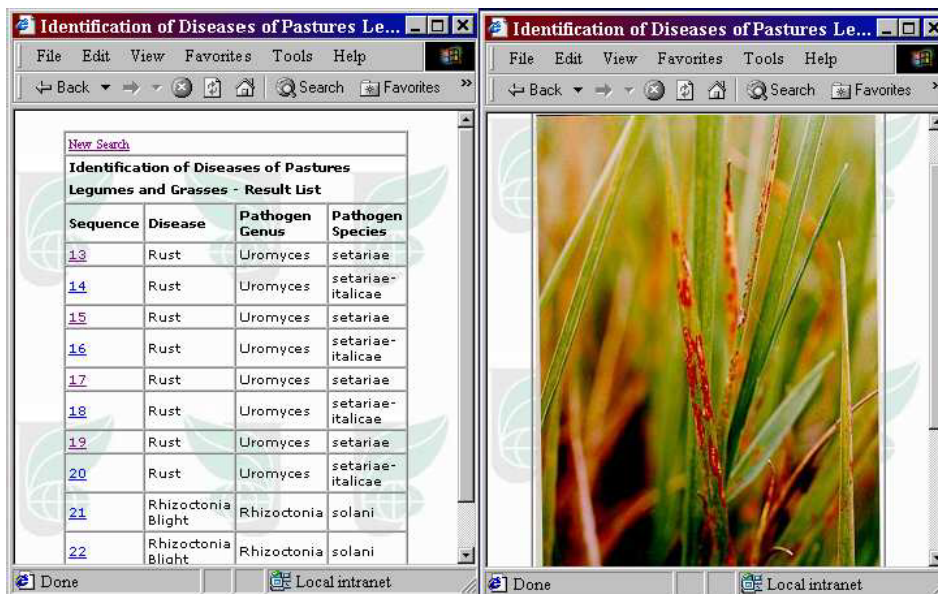 Identification of Diseases of Pastures Le...
File Edit View Favorites Tools Help
Back Search Favorites »
New Search
Identification of Diseases of Pastures
Legumes and Grasses - Result List
Sequence Disease Pathogen Genus Pathogen Species
13 Rust Uromyces setariae
14 Rust Uromyces setariae-italicae
15 Rust Uromyces setariae
16 Rust Uromyces setariae-italicae
17 Rust Uromyces setariae
18 Rust Uromyces setariae-italicae
19 Rust Uromyces setariae
20 Rust Uromyces setariae-italicae
21 Rhizoctonia Blight Rhizoctonia solani
22 Rhizoctonia Blight Rhizoctonia solani
Done Local intranet
Identification of Diseases of Pastures Le...
File Edit View Favorites Tools Help
Back Search Favorites
Done Local intranet